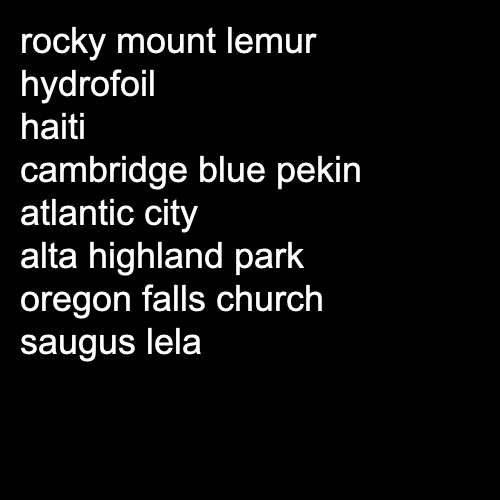 rocky mount lemur
hydrofoil
haiti
cambridge blue pekin
atlantic city
alta highland park
oregon falls church
saugus lela